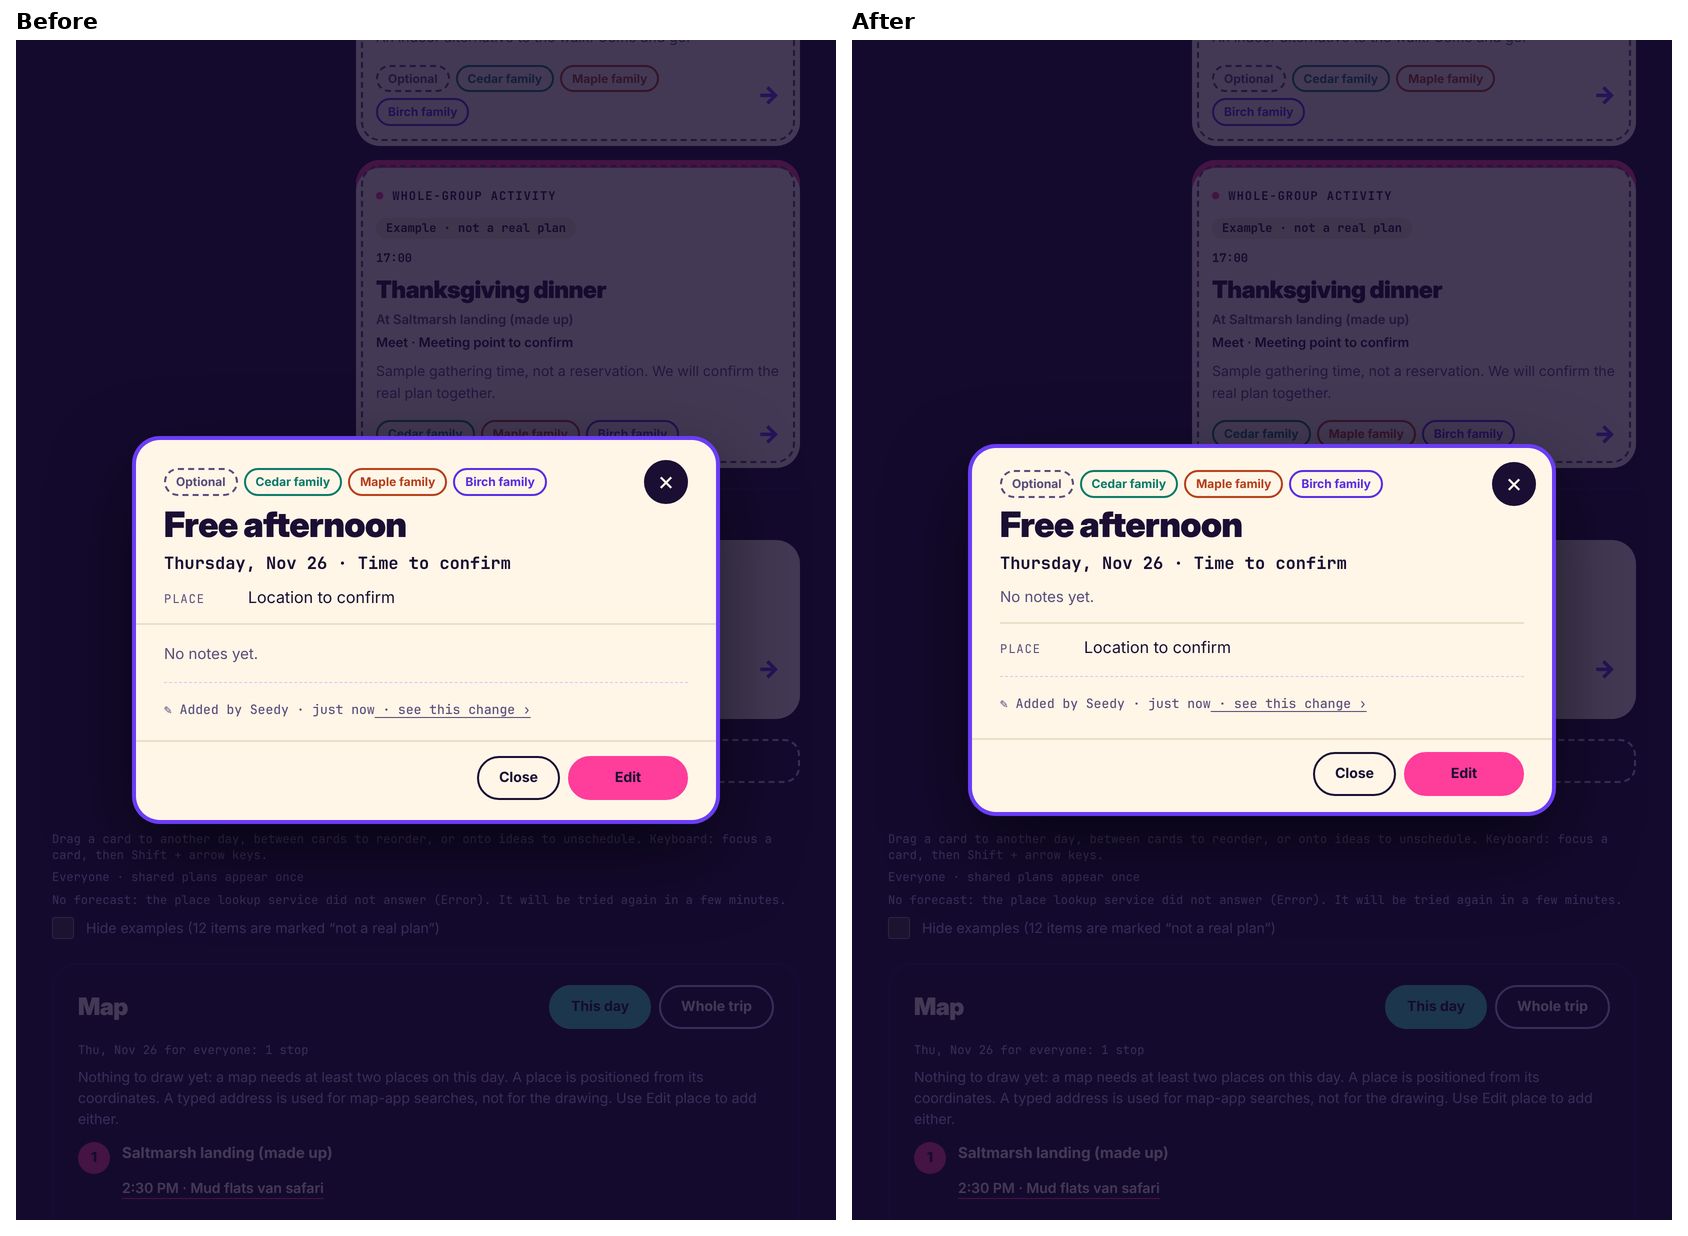 Before
Optional Cedar family Maple family
Birch family
WHOLE-GROUP ACTIVITY
Example · not a real plan
17:00
Thanksgiving dinner
At Saltmarsh landing (made up)
Meet · Meeting point to confirm
Sample gathering time, not a reservation. We will confirm the
real plan together.
Cedar family Maple family Birch family
Optional Cedar family Maple family Birch family
Free afternoon
Thursday, Nov 26 · Time to confirm
PLACE Location to confirm
No notes yet.
✎ Added by Seedy · just now · see this change ›
Close Edit
Drag a card to another day, between cards to reorder, or onto ideas to unschedule. Keyboard: focus a
card, then Shift + arrow keys.
Everyone · shared plans appear once
No forecast: the place lookup service did not answer (Error). It will be tried again in a few minutes.
Hide examples (12 items are marked “not a real plan”)
Map This day Whole trip
Thu, Nov 26 for everyone: 1 stop
Nothing to draw yet: a map needs at least two places on this day. A place is positioned from its
coordinates. A typed address is used for map-app searches, not for the drawing. Use Edit place to add
either.
1 Saltmarsh landing (made up)
2:30 PM · Mud flats van safari
After
Optional Cedar family Maple family
Birch family
WHOLE-GROUP ACTIVITY
Example · not a real plan
17:00
Thanksgiving dinner
At Saltmarsh landing (made up)
Meet · Meeting point to confirm
Sample gathering time, not a reservation. We will confirm the
real plan together.
Cedar family Maple family Birch family
Optional Cedar family Maple family Birch family
Free afternoon
Thursday, Nov 26 · Time to confirm
No notes yet.
PLACE Location to confirm
✎ Added by Seedy · just now · see this change ›
Close Edit
Drag a card to another day, between cards to reorder, or onto ideas to unschedule. Keyboard: focus a
card, then Shift + arrow keys.
Everyone · shared plans appear once
No forecast: the place lookup service did not answer (Error). It will be tried again in a few minutes.
Hide examples (12 items are marked “not a real plan”)
Map This day Whole trip
Thu, Nov 26 for everyone: 1 stop
Nothing to draw yet: a map needs at least two places on this day. A place is positioned from its
coordinates. A typed address is used for map-app searches, not for the drawing. Use Edit place to add
either.
1 Saltmarsh landing (made up)
2:30 PM · Mud flats van safari